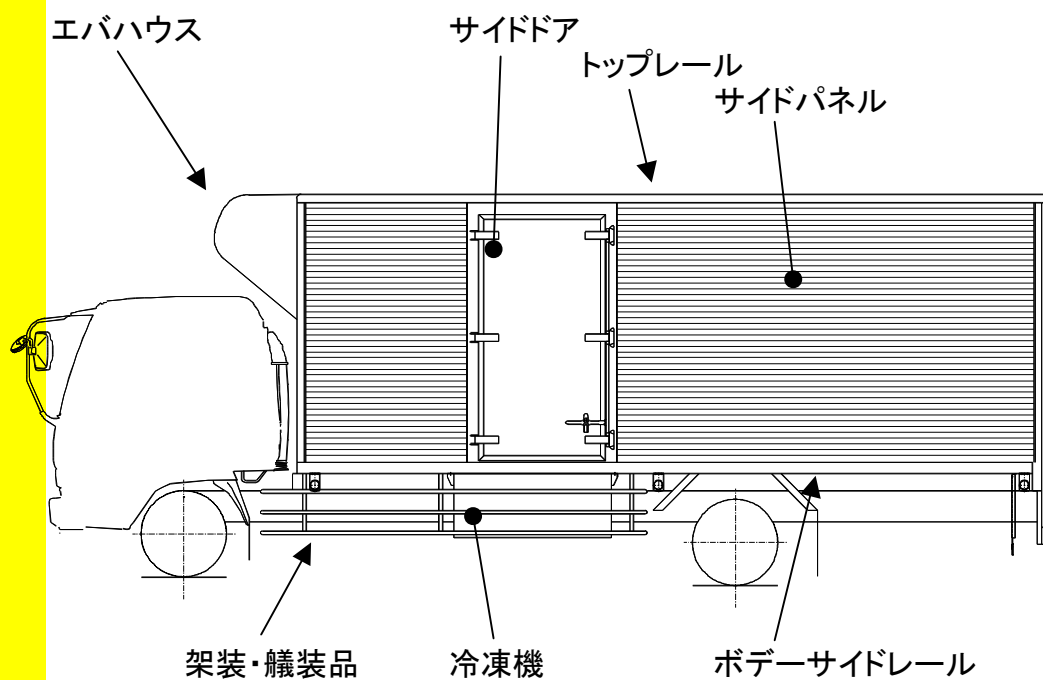 エバハウス
サイドドア
トップレール
サイドパネル
架装・艤装品
冷凍機
ボデーサイドレール